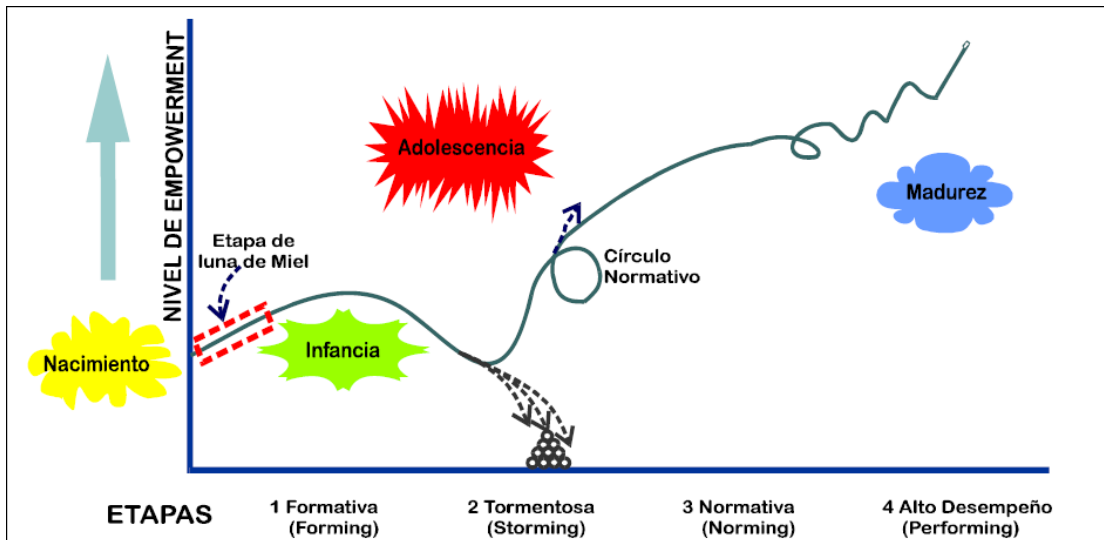 NIVEL DE EMPOWERMENT
Adolescencia
Madurez
Etapa de
luna de Miel
Círculo
Normativo
Nacimiento
Infancia
ETAPAS
1 Formativa
(Forming)
2 Tormentosa
(Storming)
3 Normativa
(Norming)
4 Alto Desempeño
(Performing)